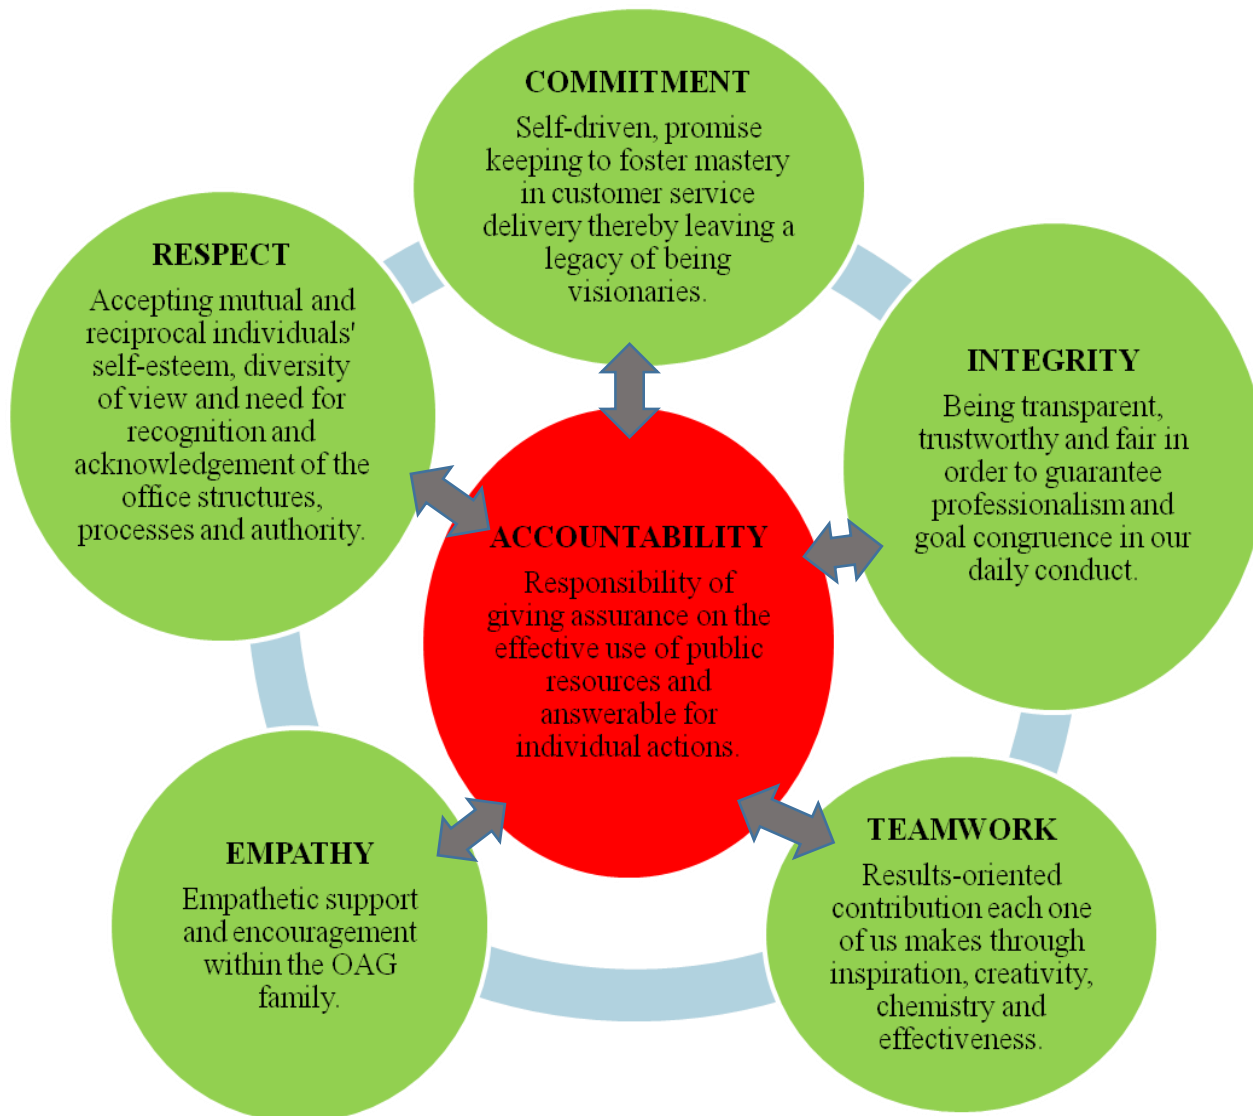 COMMITMENT
Self-driven, promise
keeping to foster mastery
in customer service
delivery thereby leaving a
legacy of being
visionaries.
RESPECT
Accepting mutual and
reciprocal individuals'
self-esteem, diversity
of view and need for
recognition and
acknowledgement of the
office structures,
processes and authority.
INTEGRITY
Being transparent,
trustworthy and fair in
order to guarantee
professionalism and
goal congruence in our
daily conduct.
ACCOUNTABILITY
Responsibility of
giving assurance on the
effective use of public
resources and
answerable for
individual actions.
EMPATHY
Empathetic support
and encouragement
within the OAG
family.
TEAMWORK
Results-oriented
contribution each one
of us makes through
inspiration, creativity,
chemistry and
effectiveness.